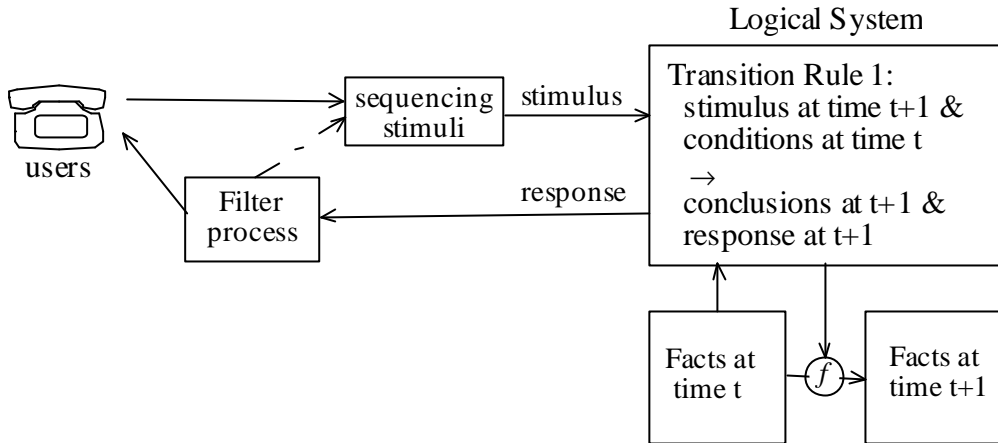 Logical System
Transition Rule 1:
stimulus at time t+1 &
conditions at time t
→
conclusions at t+1 &
response at t+1
sequencing
stimuli
stimulus
users
Filter
process
response
Facts at
time t
f
Facts at
time t+1